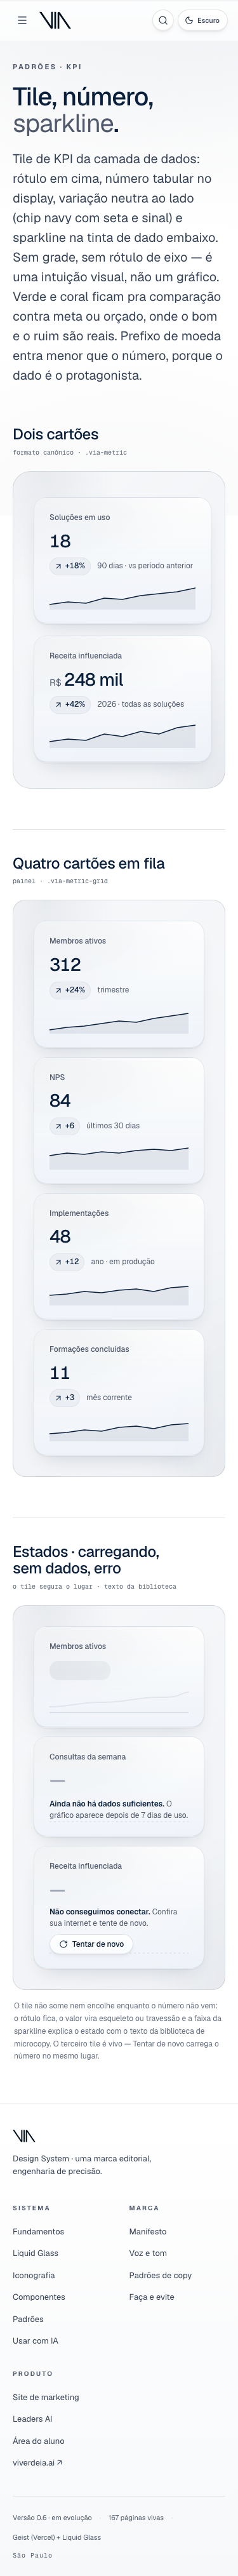 VIA
Escuro
PADRÕES · KPI
Tile, número,
sparkline.
Tile de KPI da camada de dados:
rótulo em cima, número tabular no
display, variação neutra ao lado
(chip navy com seta e sinal) e
sparkline na tinta de dado embaixo.
Sem grade, sem rótulo de eixo — é
uma intuição visual, não um gráfico.
Verde e coral ficam pra comparação
contra meta ou orçado, onde o bom
e o ruim são reais. Prefixo de moeda
entra menor que o número, porque o
dado é o protagonista.
Dois cartões
formato canônico · .via-metric
Soluções em uso
18
+18% 90 dias · vs período anterior
Receita influenciada
R$ 248 mil
+42% 2026 · todas as soluções
Quatro cartões em fila
painel · .via-metric-grid
Membros ativos
312
+24% trimestre
NPS
84
+6 últimos 30 dias
Implementações
48
+12 ano · em produção
Formações concluídas
11
+3 mês corrente
Estados · carregando,
sem dados, erro
o tile segura o lugar · texto da biblioteca
Membros ativos
Consultas da semana
—
Ainda não há dados suficientes. O
gráfico aparece depois de 7 dias de uso.
Receita influenciada
—
Não conseguimos conectar. Confira
sua internet e tente de novo.
Tentar de novo
O tile não some nem encolhe enquanto o número não vem:
o rótulo fica, o valor vira esqueleto ou travessão e a faixa da
sparkline explica o estado com o texto da biblioteca de
microcopy. O terceiro tile é vivo — Tentar de novo carrega o
número no mesmo lugar.
VIA
Design System · uma marca editorial,
engenharia de precisão.
SISTEMA
Fundamentos
Liquid Glass
Iconografia
Componentes
Padrões
Usar com IA
MARCA
Manifesto
Voz e tom
Padrões de copy
Faça e evite
PRODUTO
Site de marketing
Leaders AI
Área do aluno
viverdeia.ai ↗
Versão 0.6 · em evolução · 167 páginas vivas
Geist (Vercel) + Liquid Glass
São Paulo